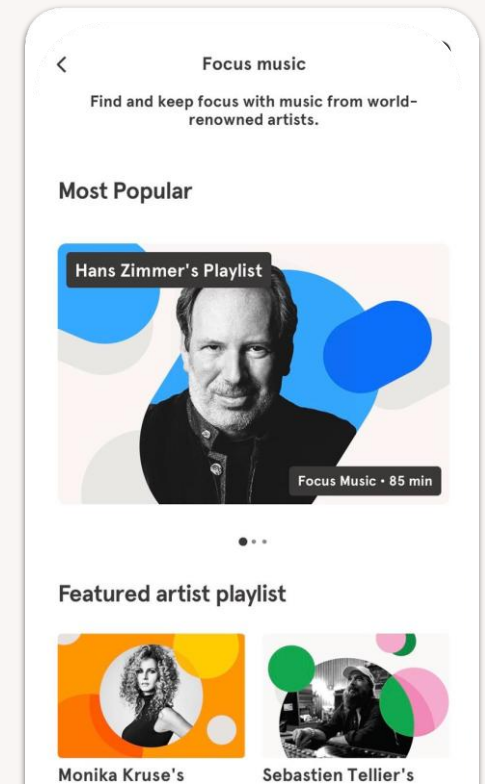 Focus music
Find and keep focus with music from world-
renowned artists.
Most Popular
Hans Zimmer's Playlist
Focus Music • 85 min
Featured artist playlist
Monika Kruse's
Sebastien Tellier's